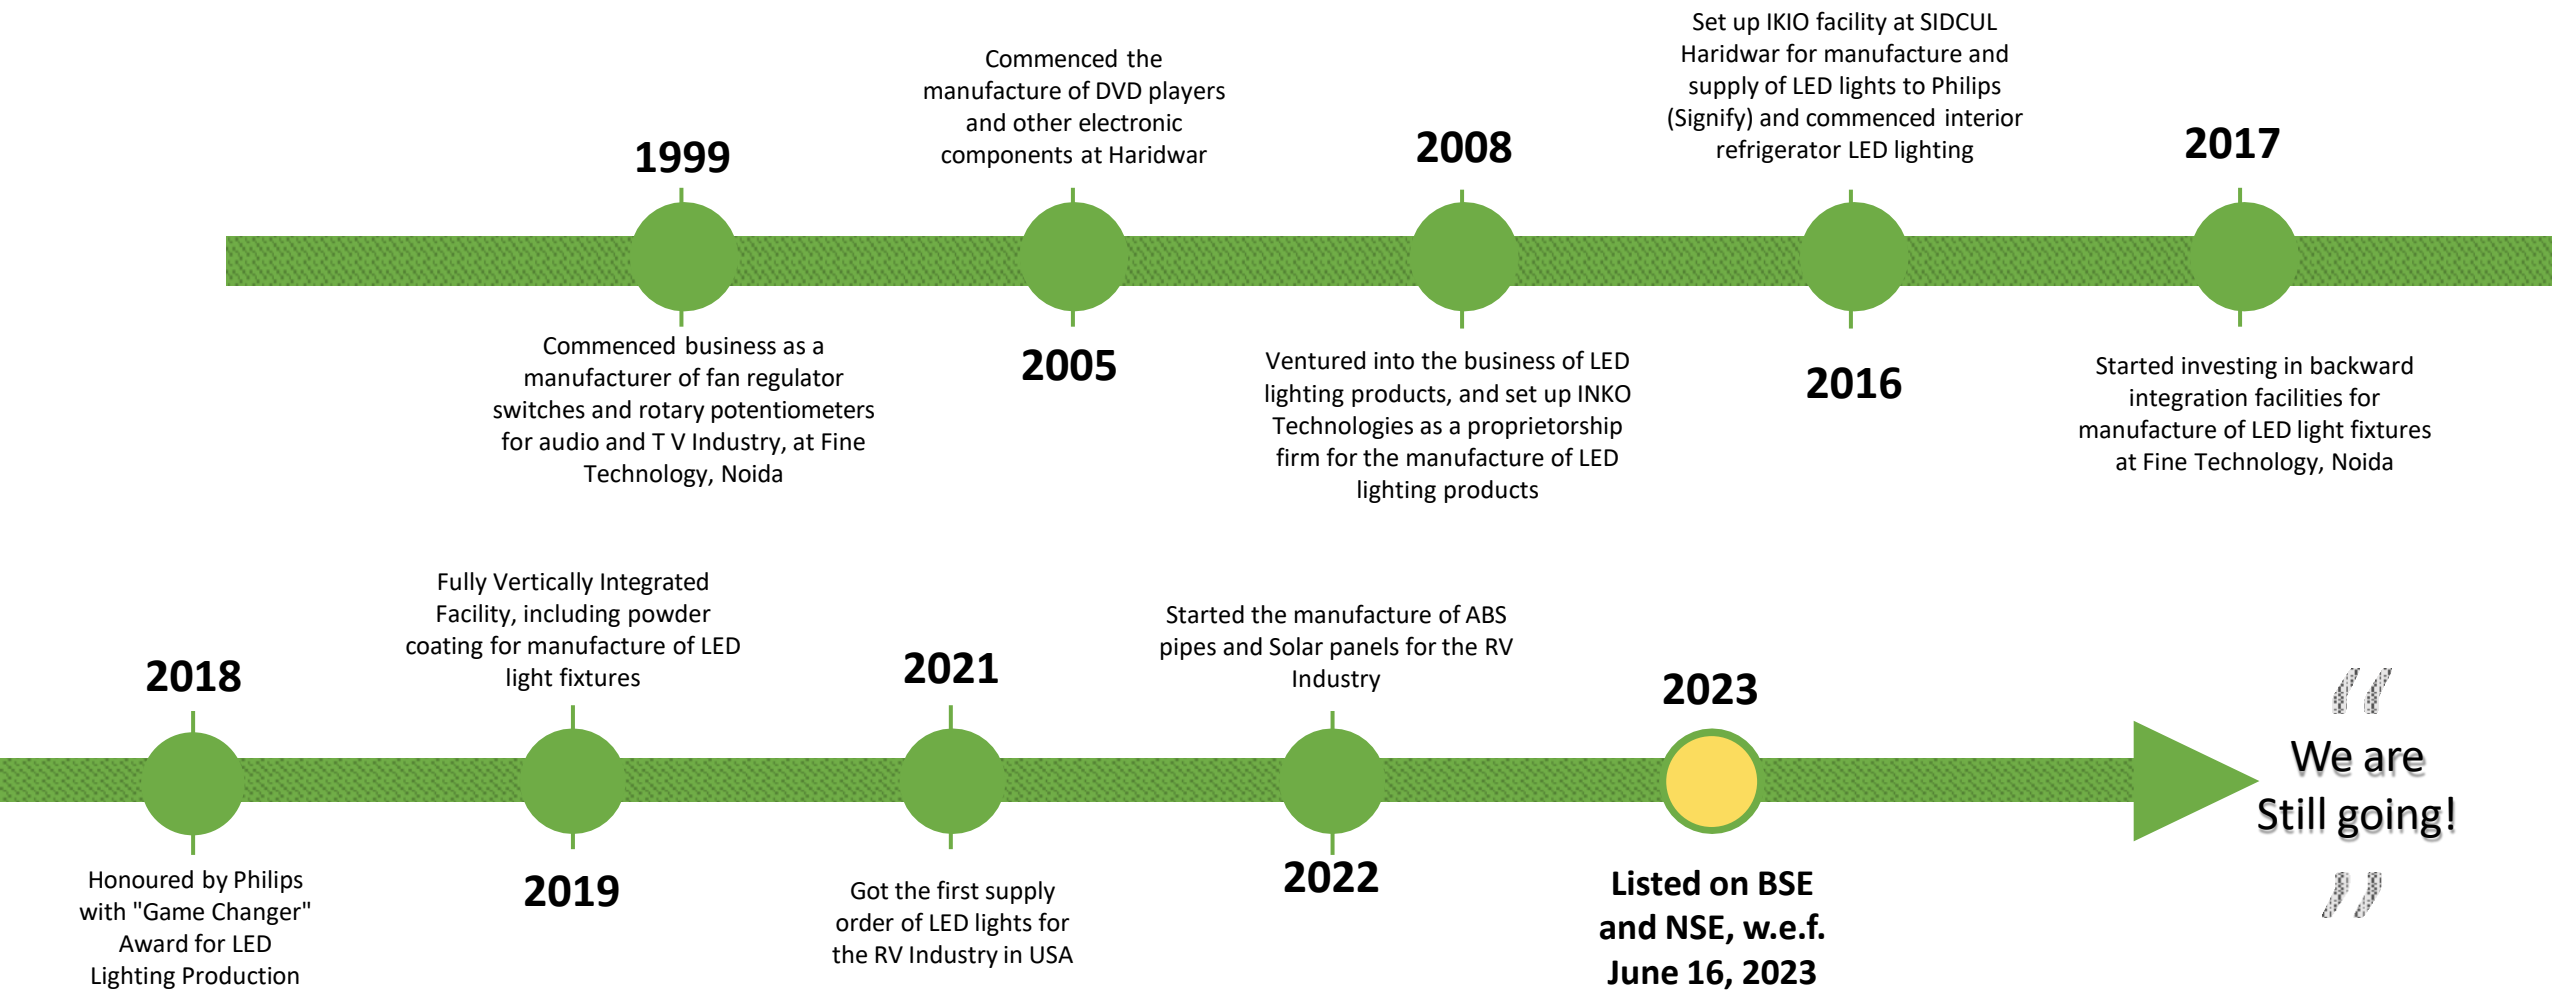 1999
Commenced business as a
manufacturer of fan regulator
switches and rotary potentiometers
for audio and T V Industry, at Fine
Technology, Noida
Commenced the
manufacture of DVD players
and other electronic
components at Haridwar
2005
2008
Ventured into the business of LED
lighting products, and set up INKO
Technologies as a proprietorship
firm for the manufacture of LED
lighting products
Set up IKIO facility at SIDCUL
Haridwar for manufacture and
supply of LED lights to Philips
(Signify) and commenced interior
refrigerator LED lighting
2016
2017
Started investing in backward
integration facilities for
manufacture of LED light fixtures
at Fine Technology, Noida
2018
Honoured by Philips
with "Game Changer"
Award for LED
Lighting Production
Fully Vertically Integrated
Facility, including powder
coating for manufacture of LED
light fixtures
2019
2021
Got the first supply
order of LED lights for
the RV Industry in USA
Started the manufacture of ABS
pipes and Solar panels for the RV
Industry
2022
2023
Listed on BSE
and NSE, w.e.f.
June 16, 2023
“
We are
Still going!
”